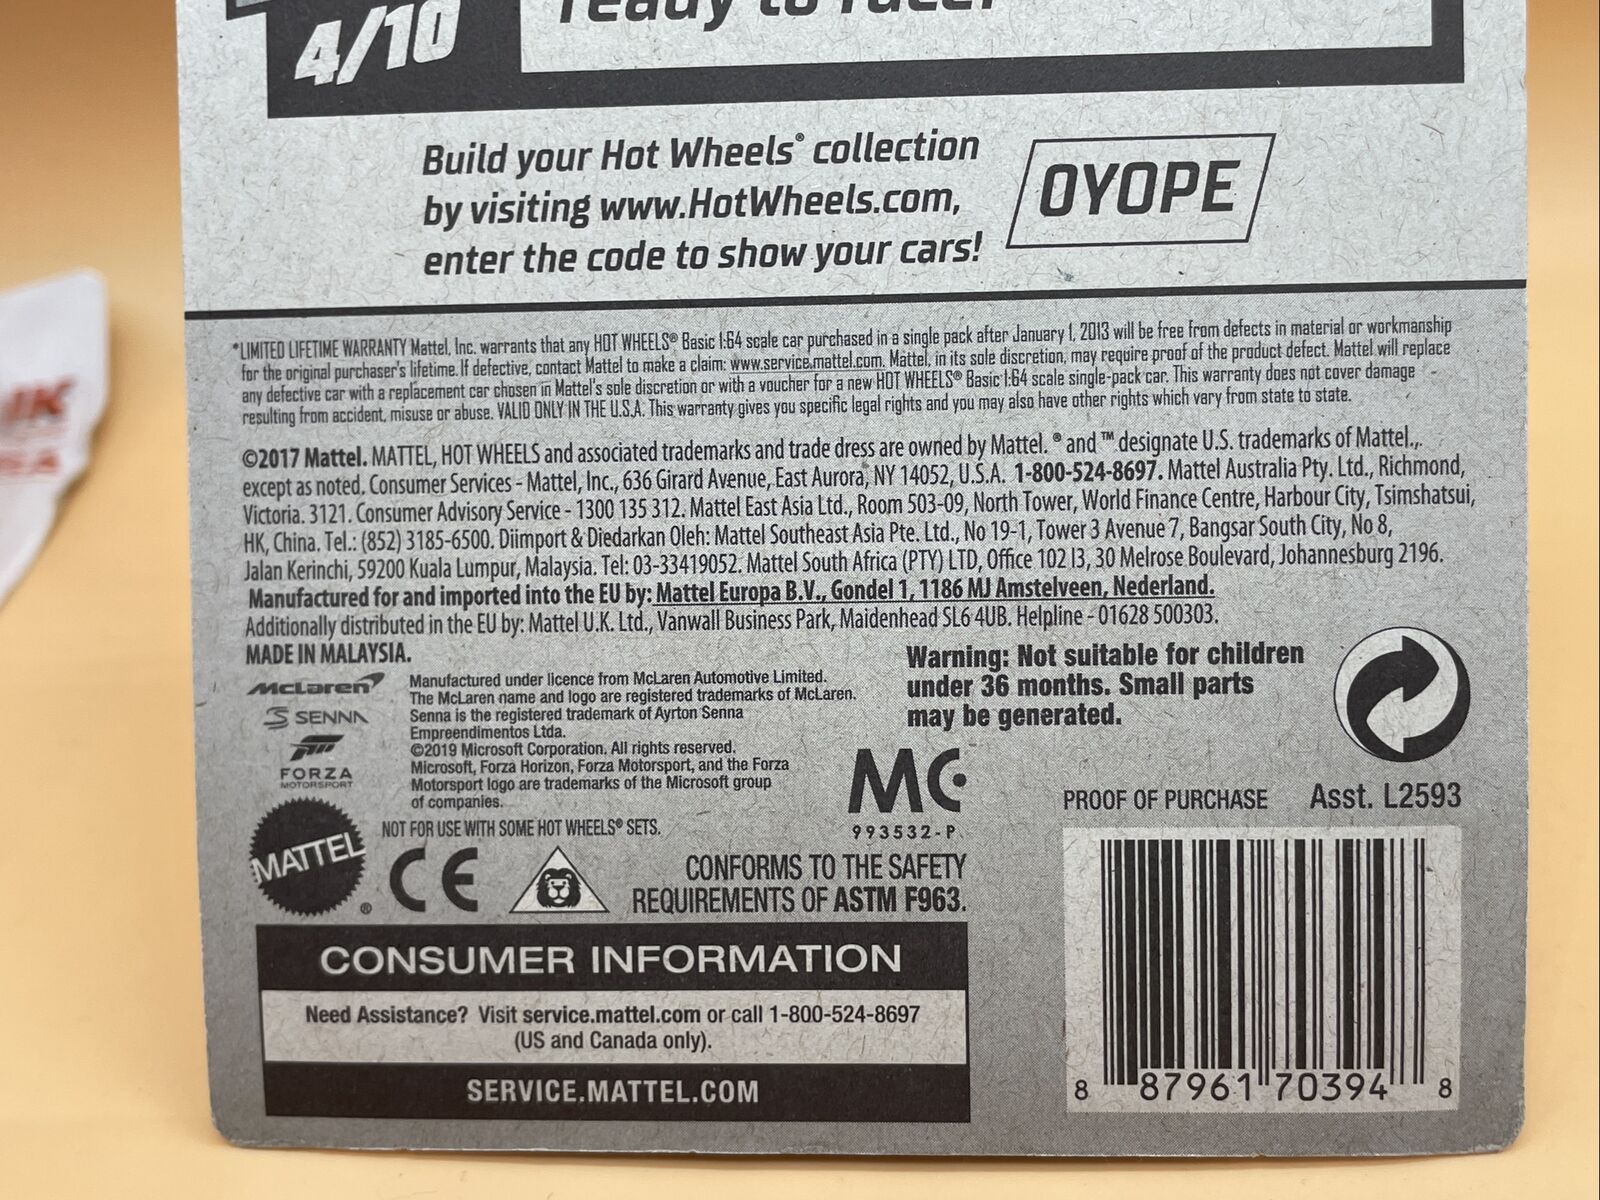 4/10
ready to race!
Build your Hot Wheels® collection
by visiting www.HotWheels.com,
enter the code to show your cars!
OYOPE
*LIMITED LIFETIME WARRANTY Mattel, Inc. warrants that any HOT WHEELS® Basic 1:64 scale car purchased in a single pack after January 1, 2013 will be free from defects in material or workmanship
for the original purchaser's lifetime. If defective, contact Mattel to make a claim: www.service.mattel.com. Mattel, in its sole discretion, may require proof of the product defect. Mattel will replace
any defective car with a replacement car chosen in Mattel's sole discretion or with a voucher for a new HOT WHEELS® Basic 1:64 scale single-pack car. This warranty does not cover damage
resulting from accident, misuse or abuse. VALID ONLY IN THE U.S.A. This warranty gives you specific legal rights and you may also have other rights which vary from state to state.
©2017 Mattel. MATTEL, HOT WHEELS and associated trademarks and trade dress are owned by Mattel. ® and ™ designate U.S. trademarks of Mattel.,
except as noted. Consumer Services - Mattel, Inc., 636 Girard Avenue, East Aurora, NY 14052, U.S.A. 1-800-524-8697. Mattel Australia Pty. Ltd., Richmond,
Victoria. 3121. Consumer Advisory Service - 1300 135 312. Mattel East Asia Ltd., Room 503-09, North Tower, World Finance Centre, Harbour City, Tsimshatsui,
HK, China. Tel.: (852) 3185-6500. Diimport & Diedarkan Oleh: Mattel Southeast Asia Pte. Ltd., No 19-1, Tower 3 Avenue 7, Bangsar South City, No 8,
Jalan Kerinchi, 59200 Kuala Lumpur, Malaysia. Tel: 03-33419052. Mattel South Africa (PTY) LTD, Office 102 I3, 30 Melrose Boulevard, Johannesburg 2196.
Manufactured for and imported into the EU by: Mattel Europa B.V., Gondel 1, 1186 MJ Amstelveen, Nederland.
Additionally distributed in the EU by: Mattel U.K. Ltd., Vanwall Business Park, Maidenhead SL6 4UB. Helpline - 01628 500303.
MADE IN MALAYSIA.
McLaren
SENNA
FORZA
MOTORSPORT
Manufactured under licence from McLaren Automotive Limited.
The McLaren name and logo are registered trademarks of McLaren.
Senna is the registered trademark of Ayrton Senna
Empreendimentos Ltda.
©2019 Microsoft Corporation. All rights reserved.
Microsoft, Forza Horizon, Forza Motorsport, and the Forza
Motorsport logo are trademarks of the Microsoft group
of companies.
Warning: Not suitable for children
under 36 months. Small parts
may be generated.
MC
993532-P
NOT FOR USE WITH SOME HOT WHEELS® SETS.
MATTEL
®
CE
CONFORMS TO THE SAFETY
REQUIREMENTS OF ASTM F963.
PROOF OF PURCHASE Asst. L2593
8 87961 70394 8
CONSUMER INFORMATION
Need Assistance? Visit service.mattel.com or call 1-800-524-8697
(US and Canada only).
SERVICE.MATTEL.COM